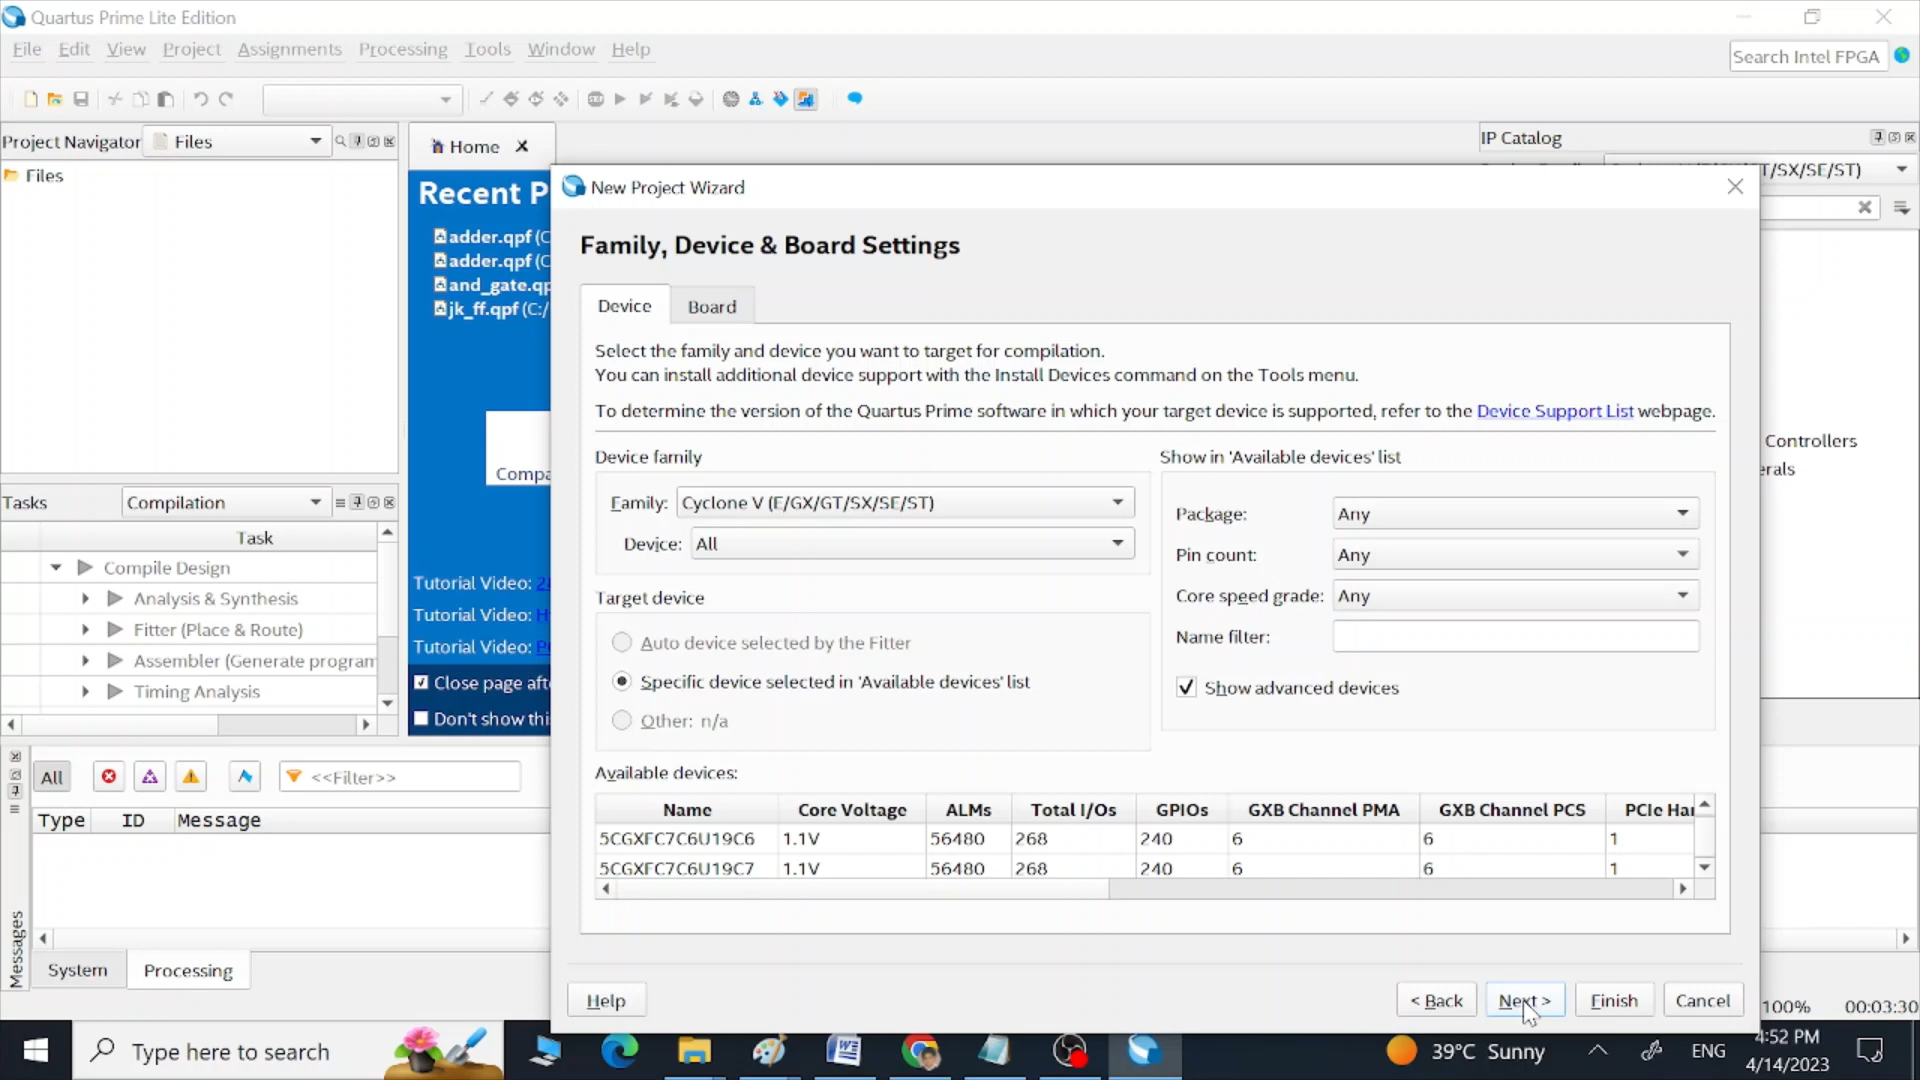 Quartus Prime Lite Edition
File Edit View Project Assignments Processing Tools Window Help
Search Intel FPGA
Project Navigator Files
Files
Home
Recent P
adder.qpf (C
adder.qpf (C
and_gate.qp
jk_ff.qpf (C:/
Compa
Tutorial Video:
Tutorial Video:
Tutorial Video:
Close page aft
Don't show thi
Tasks Compilation
Task
Compile Design
Analysis & Synthesis
Fitter (Place & Route)
Assembler (Generate program
Timing Analysis
All <<Filter>>
Type ID Message
Messages
System Processing
IP Catalog
T/SX/SE/ST)
Controllers
erals
100% 00:03:30
New Project Wizard
Family, Device & Board Settings
Device Board
Select the family and device you want to target for compilation.
You can install additional device support with the Install Devices command on the Tools menu.
To determine the version of the Quartus Prime software in which your target device is supported, refer to the Device Support List webpage.
Device family
Family: Cyclone V (E/GX/GT/SX/SE/ST)
Device: All
Target device
Auto device selected by the Fitter
Specific device selected in 'Available devices' list
Other: n/a
Show in 'Available devices' list
Package: Any
Pin count: Any
Core speed grade: Any
Name filter:
Show advanced devices
Available devices:
Name Core Voltage ALMs Total I/Os GPIOs GXB Channel PMA GXB Channel PCS PCIe Har
5CGXFC7C6U19C6 1.1V 56480 268 240 6 6 1
5CGXFC7C6U19C7 1.1V 56480 268 240 6 6 1
Help < Back Next > Finish Cancel
Type here to search
39°C Sunny
ENG
4:52 PM
4/14/2023